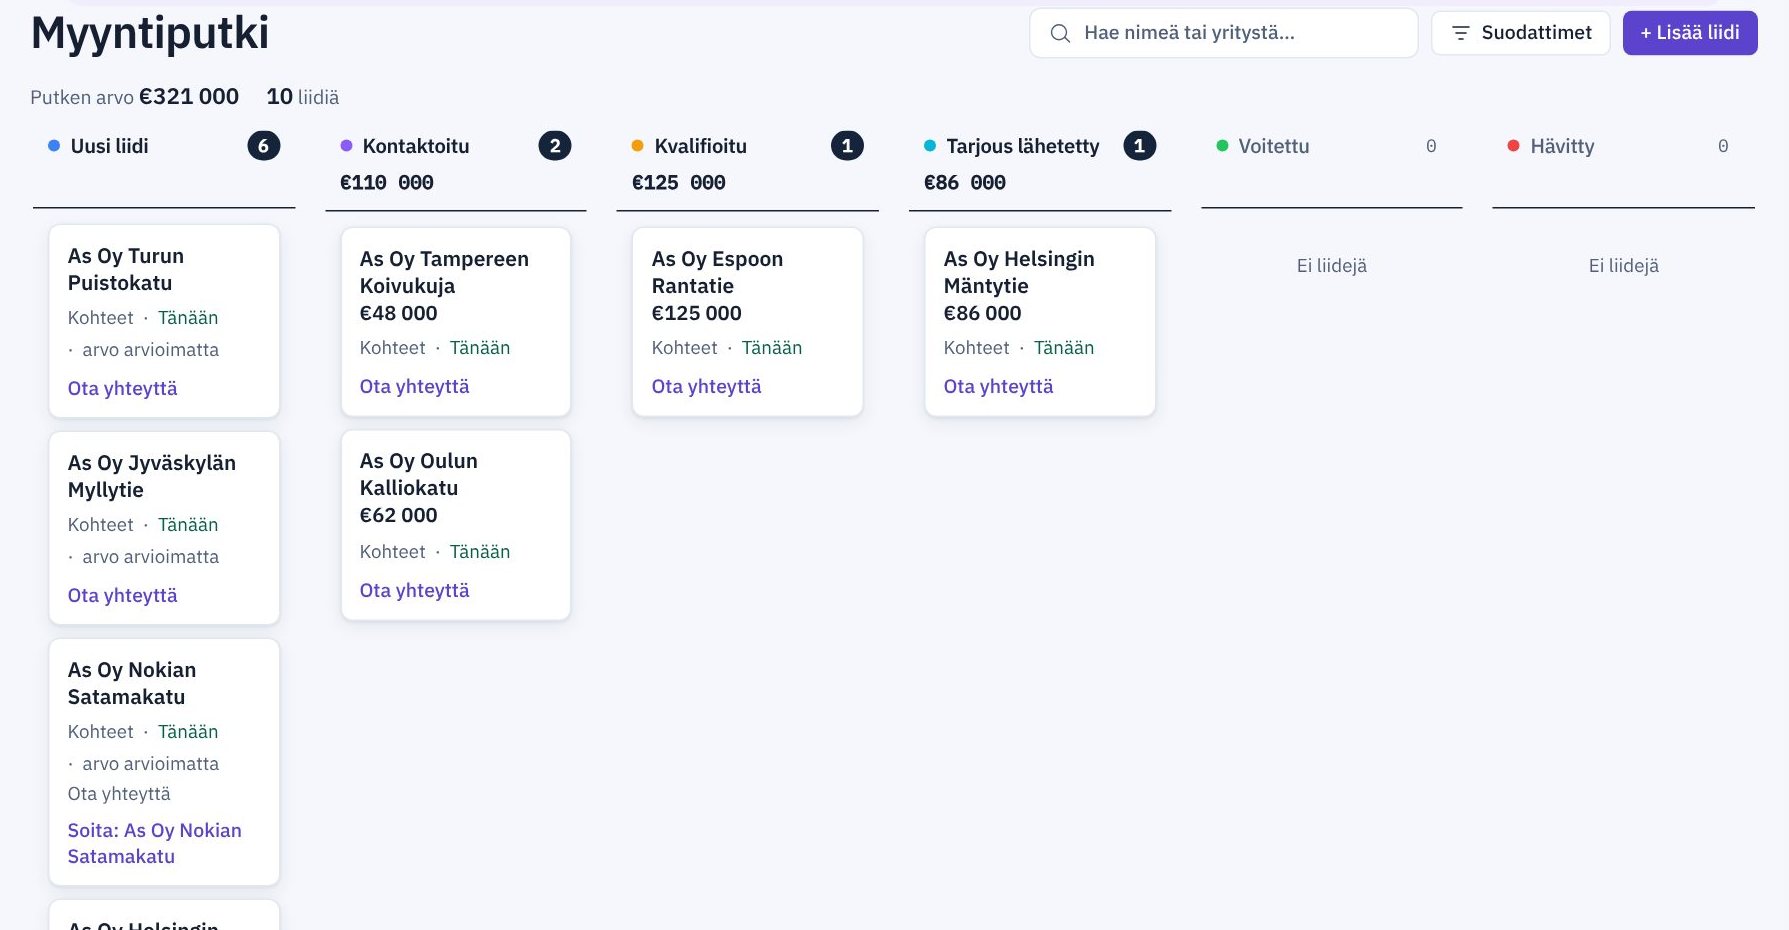 Myyntiputki
Hae nimeä tai yritystä...
Suodattimet
+ Lisää liidi
Putken arvo €321 000 10 liidiä
Uusi liidi 6
As Oy Turun
Puistokatu
Kohteet · Tänään
· arvo arvioimatta
Ota yhteyttä
As Oy Jyväskylän
Myllytie
Kohteet · Tänään
· arvo arvioimatta
Ota yhteyttä
As Oy Nokian
Satamakatu
Kohteet · Tänään
· arvo arvioimatta
Ota yhteyttä
Soita: As Oy Nokian
Satamakatu
As Oy Helsingin
Kontaktoitu 2
€110 000
As Oy Tampereen
Koivukuja
€48 000
Kohteet · Tänään
Ota yhteyttä
As Oy Oulun
Kalliokatu
€62 000
Kohteet · Tänään
Ota yhteyttä
Kvalifioitu 1
€125 000
As Oy Espoon
Rantatie
€125 000
Kohteet · Tänään
Ota yhteyttä
Tarjous lähetetty 1
€86 000
As Oy Helsingin
Mäntytie
€86 000
Kohteet · Tänään
Ota yhteyttä
Voitettu 0
Ei liidejä
Hävitty 0
Ei liidejä